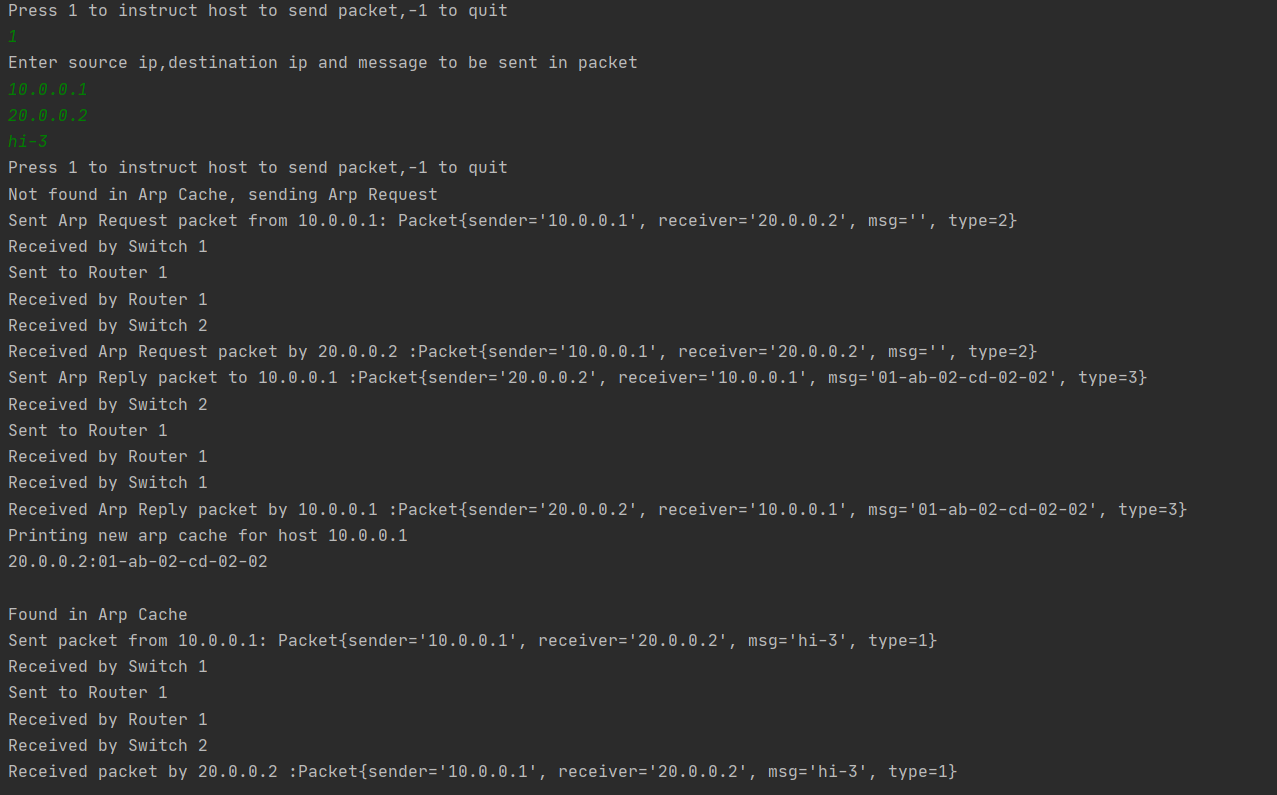 Press 1 to instruct host to send packet,-1 to quit
1
Enter source ip,destination ip and message to be sent in packet
10.0.0.1
20.0.0.2
hi-3
Press 1 to instruct host to send packet,-1 to quit
Not found in Arp Cache, sending Arp Request
Sent Arp Request packet from 10.0.0.1: Packet{sender='10.0.0.1', receiver='20.0.0.2', msg='', type=2}
Received by Switch 1
Sent to Router 1
Received by Router 1
Received by Switch 2
Received Arp Request packet by 20.0.0.2 :Packet{sender='10.0.0.1', receiver='20.0.0.2', msg='', type=2}
Sent Arp Reply packet to 10.0.0.1 :Packet{sender='20.0.0.2', receiver='10.0.0.1', msg='01-ab-02-cd-02-02', type=3}
Received by Switch 2
Sent to Router 1
Received by Router 1
Received by Switch 1
Received Arp Reply packet by 10.0.0.1 :Packet{sender='20.0.0.2', receiver='10.0.0.1', msg='01-ab-02-cd-02-02', type=3}
Printing new arp cache for host 10.0.0.1
20.0.0.2:01-ab-02-cd-02-02

Found in Arp Cache
Sent packet from 10.0.0.1: Packet{sender='10.0.0.1', receiver='20.0.0.2', msg='hi-3', type=1}
Received by Switch 1
Sent to Router 1
Received by Router 1
Received by Switch 2
Received packet by 20.0.0.2 :Packet{sender='10.0.0.1', receiver='20.0.0.2', msg='hi-3', type=1}